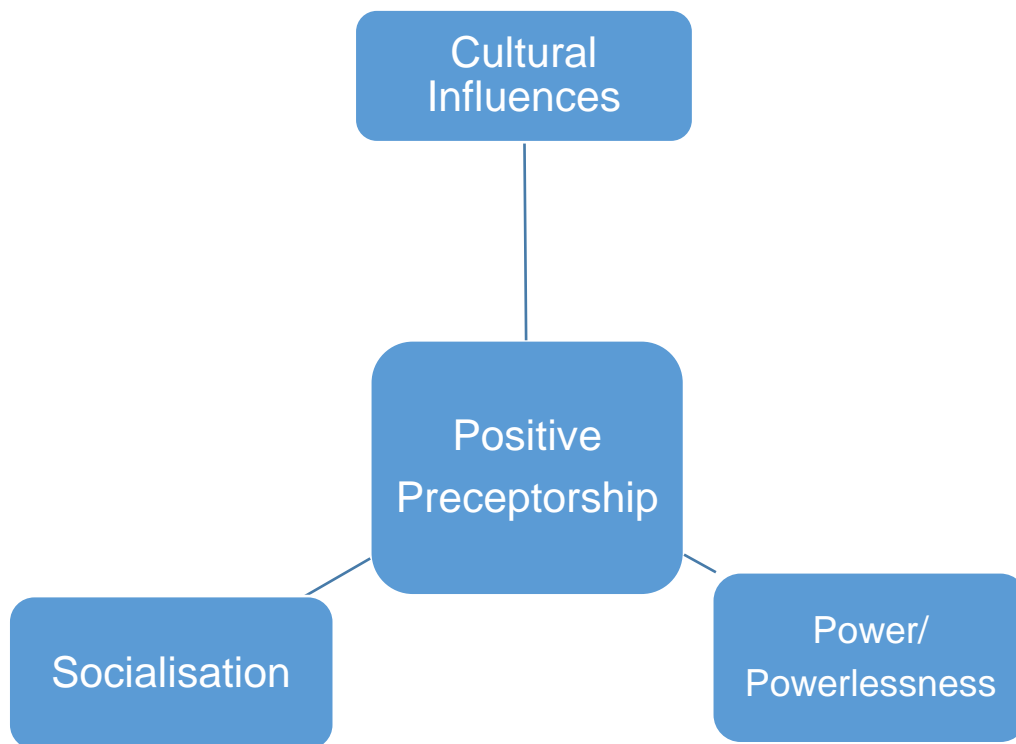 Cultural
Influences
Positive
Preceptorship
Socialisation
Power/
Powerlessness